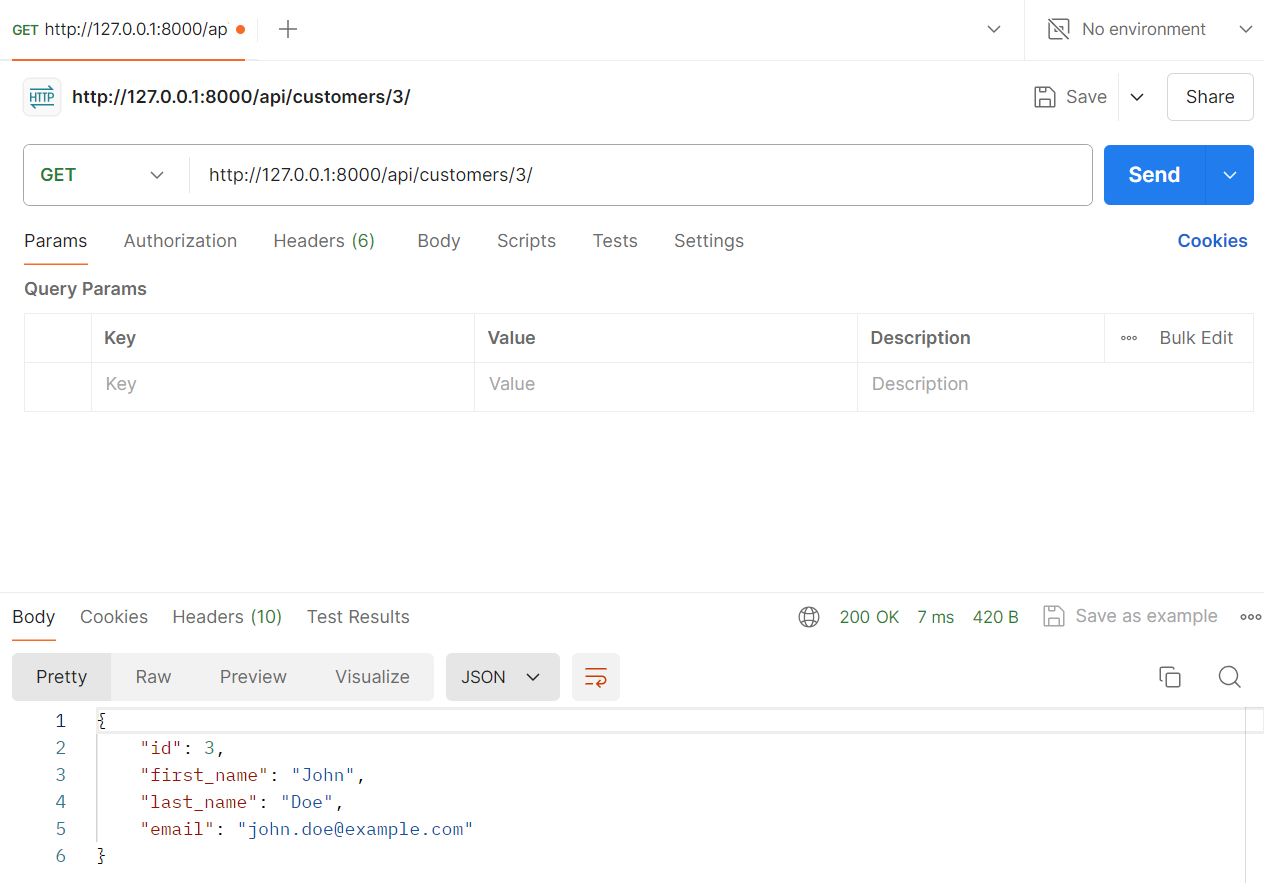 GET http://127.0.0.1:8000/ap
No environment
HTTP http://127.0.0.1:8000/api/customers/3/
Save
Share
GET
http://127.0.0.1:8000/api/customers/3/
Send
Params Authorization Headers (6) Body Scripts Tests Settings Cookies
Query Params
Key Value Description Bulk Edit
Key Value Description
Body Cookies Headers (10) Test Results 200 OK 7 ms 420 B Save as example
Pretty Raw Preview Visualize JSON
1 {
2 "id": 3,
3 "first_name": "John",
4 "last_name": "Doe",
5 "email": "john.doe@example.com"
6 }